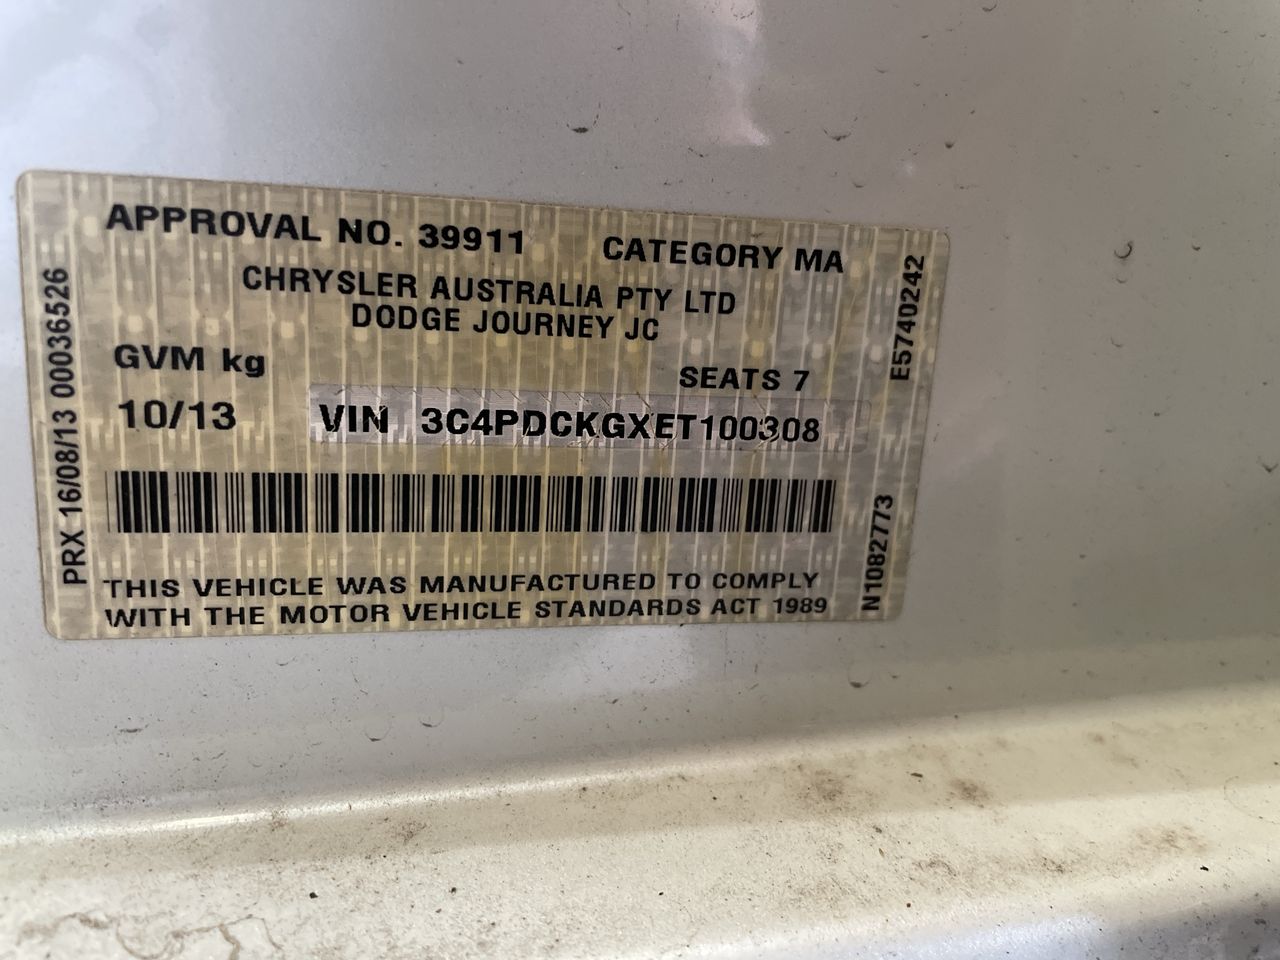 APPROVAL NO. 39911 CATEGORY MA
CHRYSLER AUSTRALIA PTY LTD
DODGE JOURNEY JC
GVM kg SEATS 7
10/13 VIN 3C4PDCKGXET100308
THIS VEHICLE WAS MANUFACTURED TO COMPLY
WITH THE MOTOR VEHICLE STANDARDS ACT 1989
PRX 16/08/13 00036526
E5740242
N1082773